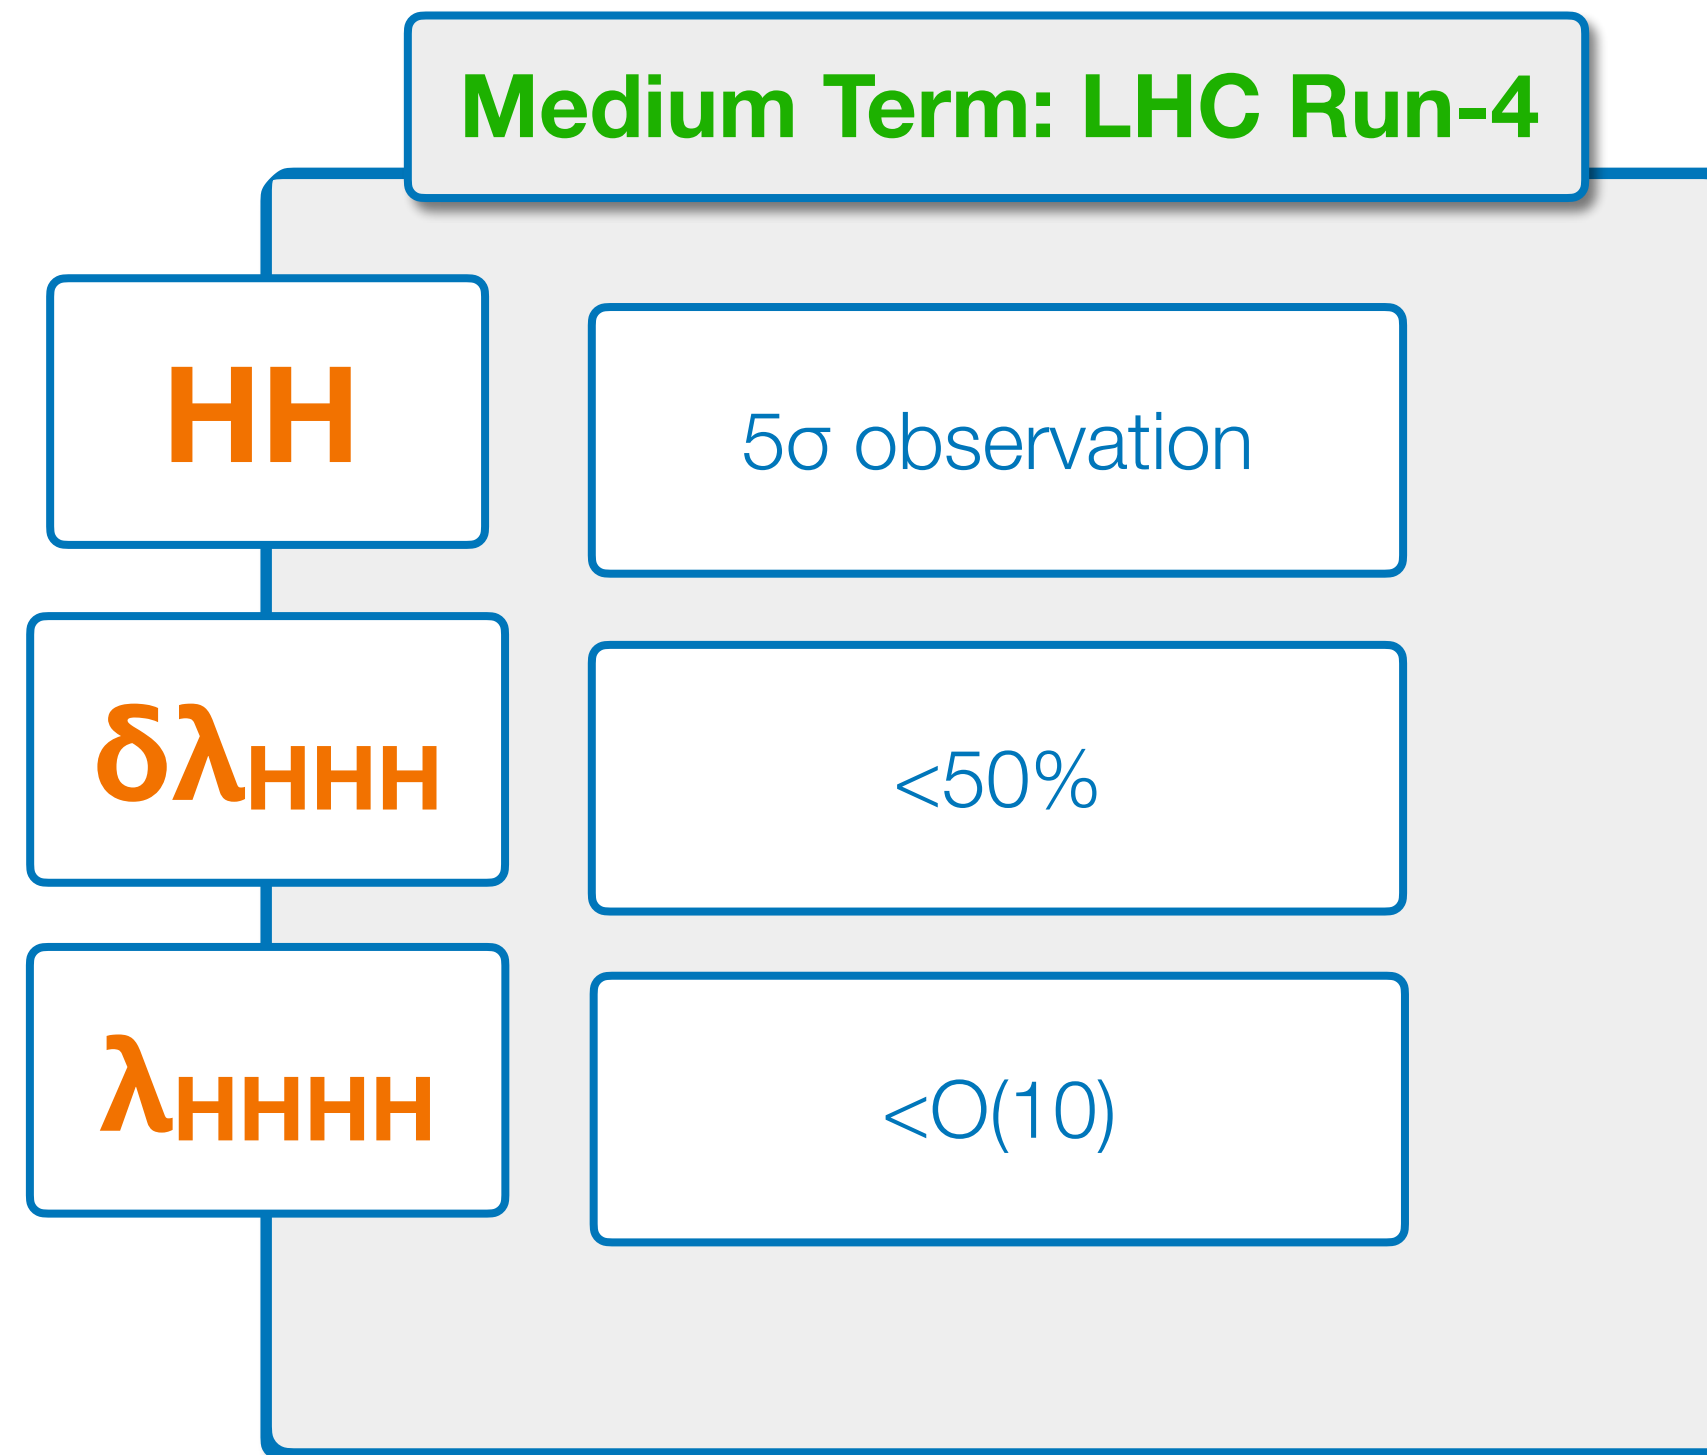 Medium Term: LHC Run-4
HH
5σ observation
δλHHH
<50%
λHHHH
<O(10)